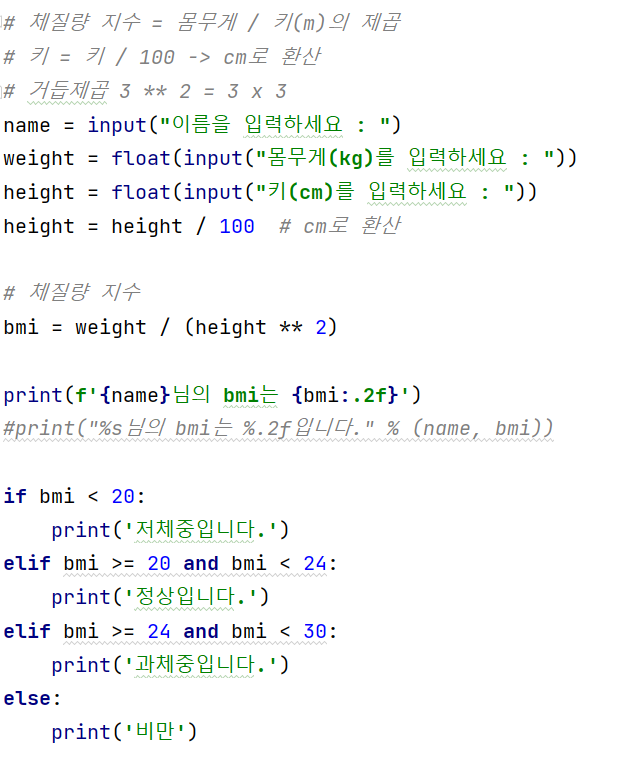 # 체질량 지수 = 몸무게 / 키(m)의 제곱
# 키 = 키 / 100 -> cm로 환산
# 거듭제곱 3 ** 2 = 3 x 3
name = input("이름을 입력하세요 : ")
weight = float(input("몸무게(kg)를 입력하세요 : "))
height = float(input("키(cm)를 입력하세요 : "))
height = height / 100  # cm로 환산
# 체질량 지수
bmi = weight / (height ** 2)
print(f'{name}님의 bmi는 {bmi:.2f}')
#print("%s님의 bmi는 %.2f입니다." % (name, bmi))
if bmi < 20:
    print('저체중입니다.')
elif bmi >= 20 and bmi < 24:
    print('정상입니다.')
elif bmi >= 24 and bmi < 30:
    print('과체중입니다.')
else:
    print('비만')